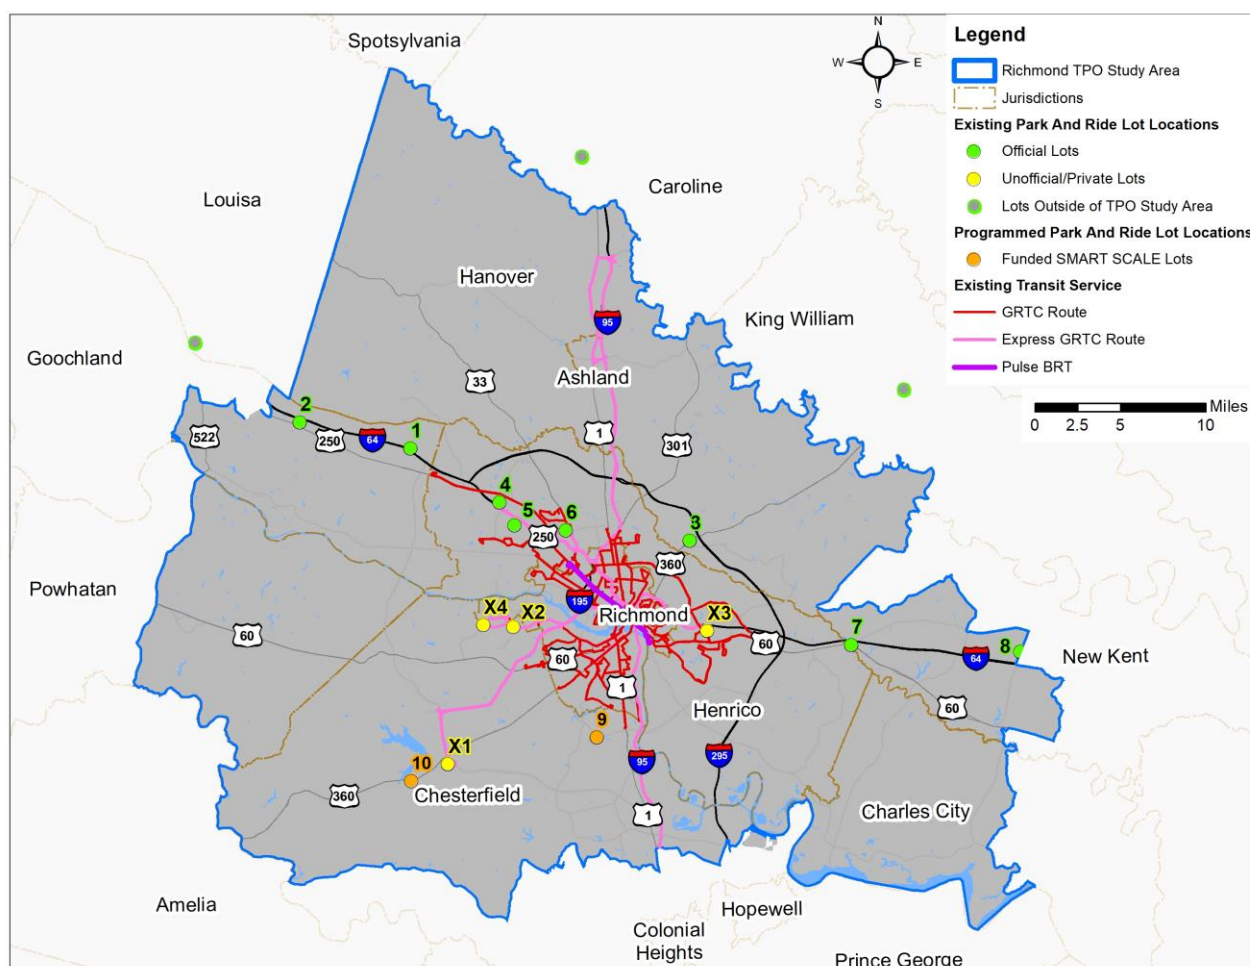 Spotsylvania
N
W
E
S
Legend
Richmond TPO Study Area
Jurisdictions
Existing Park And Ride Lot Locations
Official Lots
Unofficial/Private Lots
Lots Outside of TPO Study Area
Programmed Park And Ride Lot Locations
Funded SMART SCALE Lots
Existing Transit Service
GRTC Route
Express GRTC Route
Pulse BRT
Miles
0 2.5 5 10
Louisa
Caroline
Hanover
King William
95
Goochland
Ashland
33
2
1
522
250
64
1
301
4
5
6
250
3
360
Powhatan
195
X4
X2
Richmond
X3
60
60
60
7
8
64
New Kent
1
60
Henrico
9
95
295
X1
10
360
Chesterfield
1
Charles City
Amelia
Hopewell
Colonial
Heights
Prince George